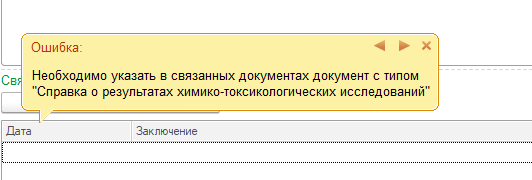 Ошибка:
Необходимо указать в связанных документах документ с типом
"Справка о результатах химико-токсикологических исследований"
Дата Заключение